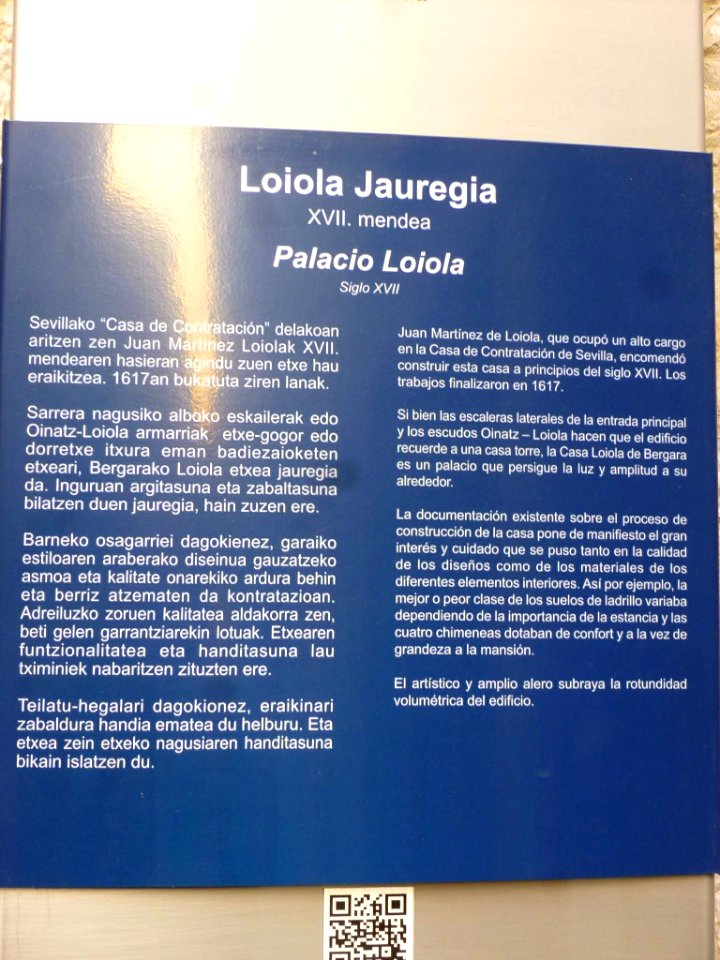 Loiola Jauregia
XVII. mendea
Palacio Loiola
Siglo XVII
Sevillako “Casa de Contratación” delakoan
aritzen zen Juan Martinez Loiolak XVII.
mendearen hasieran agindu zuen etxe hau
eraikitzea. 1617an bukatuta ziren lanak.
Sarrera nagusiko alboko eskailerak edo
Oinatz-Loiola armarriak etxe-gogor edo
dorretxe itxura eman badiezaioketen
etxeari, Bergarako Loiola etxea jauregia
da. Inguruan argitasuna eta zabaltasuna
bilatzen duen jauregia, hain zuzen ere.
Barneko osagarriei dagokienez, garaiko
estiloaren araberako diseinua gauzatzeko
asmoa eta kalitate onarekiko ardura behin
eta berriz atzematen da kontratazioan.
Adreiluzko zoruen kalitatea aldakorra zen,
beti gelen garrantziarekin lotuak. Etxearen
funtzionalitatea eta handitasuna lau
tximiniek nabaritzen zituzten ere.
Teilatu-hegalari dagokionez, eraikinari
zabaldura handia ematea du helburu. Eta
etxea zein etxeko nagusiaren handitasuna
bikain islatzen du.
Juan Martínez de Loiola, que ocupó un alto cargo
en la Casa de Contratación de Sevilla, encomendó
construir esta casa a principios del siglo XVII. Los
trabajos finalizaron en 1617.
Si bien las escaleras laterales de la entrada principal
y los escudos Oinatz – Loiola hacen que el edificio
recuerde a una casa torre, la Casa Loiola de Bergara
es un palacio que persigue la luz y amplitud a su
alrededor.
La documentación existente sobre el proceso de
construcción de la casa pone de manifiesto el gran
interés y cuidado que se puso tanto en la calidad
de los diseños como de los materiales de los
diferentes elementos interiores. Así por ejemplo, la
mejor o peor clase de los suelos de ladrillo variaba
dependiendo de la importancia de la estancia y las
cuatro chimeneas dotaban de confort y a la vez de
grandeza a la mansión.
El artístico y amplio alero subraya la rotundidad
volumétrica del edificio.